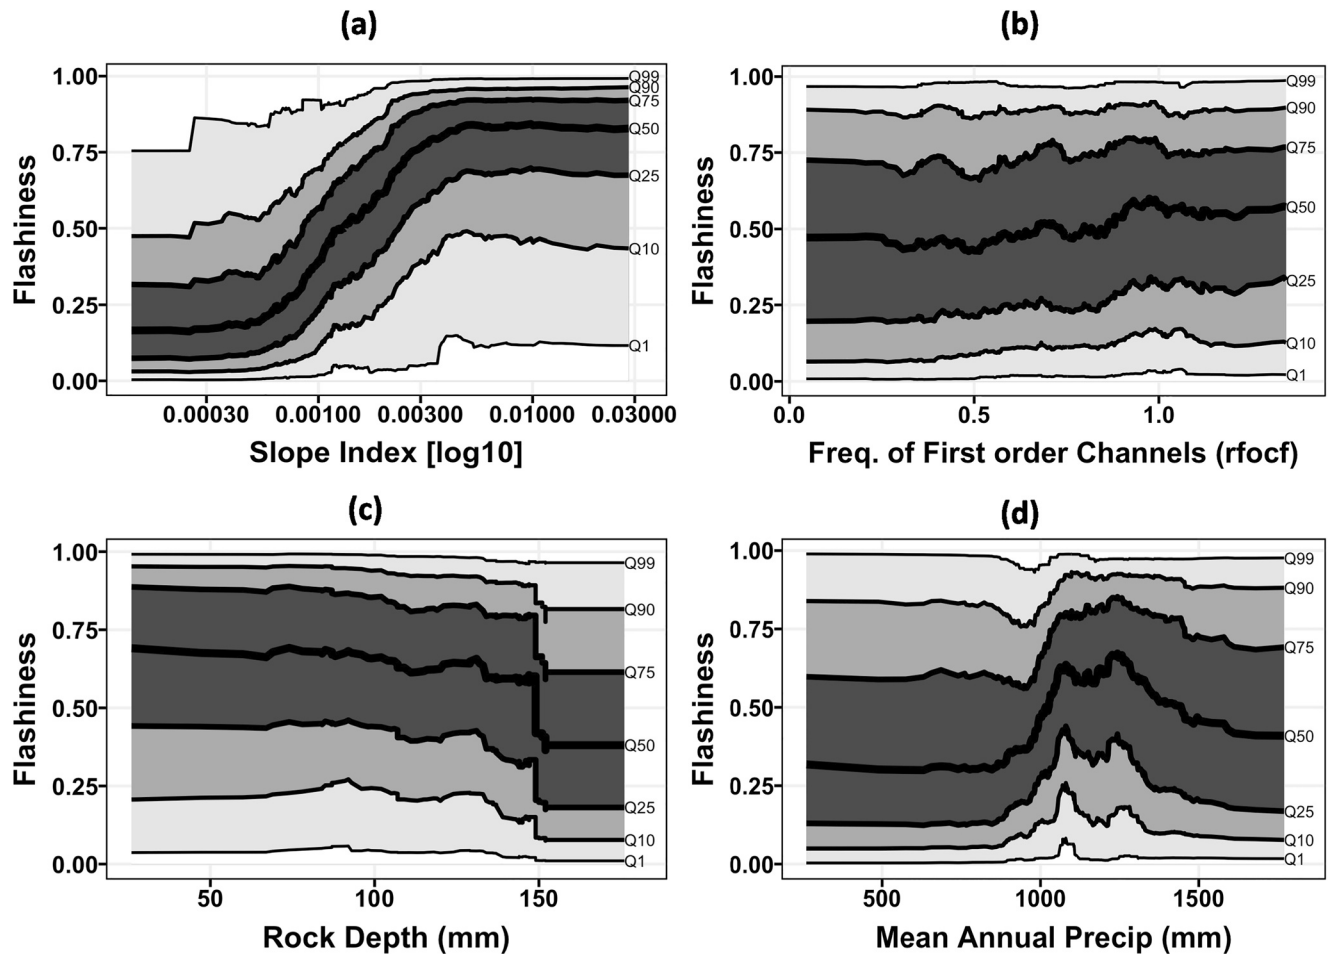 (a)
Flashiness
1.00
0.75
0.50
0.25
0.00
Q99
Q90
Q75
Q50
Q25
Q10
Q1
0.00030 0.00100 0.00300 0.01000 0.03000
Slope Index [log10]
(b)
Flashiness
1.00
0.75
0.50
0.25
0.00
Q99
Q90
Q75
Q50
Q25
Q10
Q1
0.0 0.5 1.0
Freq. of First order Channels (rfocf)
(c)
Flashiness
1.00
0.75
0.50
0.25
0.00
Q99
Q90
Q75
Q50
Q25
Q10
Q1
50 100 150
Rock Depth (mm)
(d)
Flashiness
1.00
0.75
0.50
0.25
0.00
Q99
Q90
Q75
Q50
Q25
Q10
Q1
500 1000 1500
Mean Annual Precip (mm)